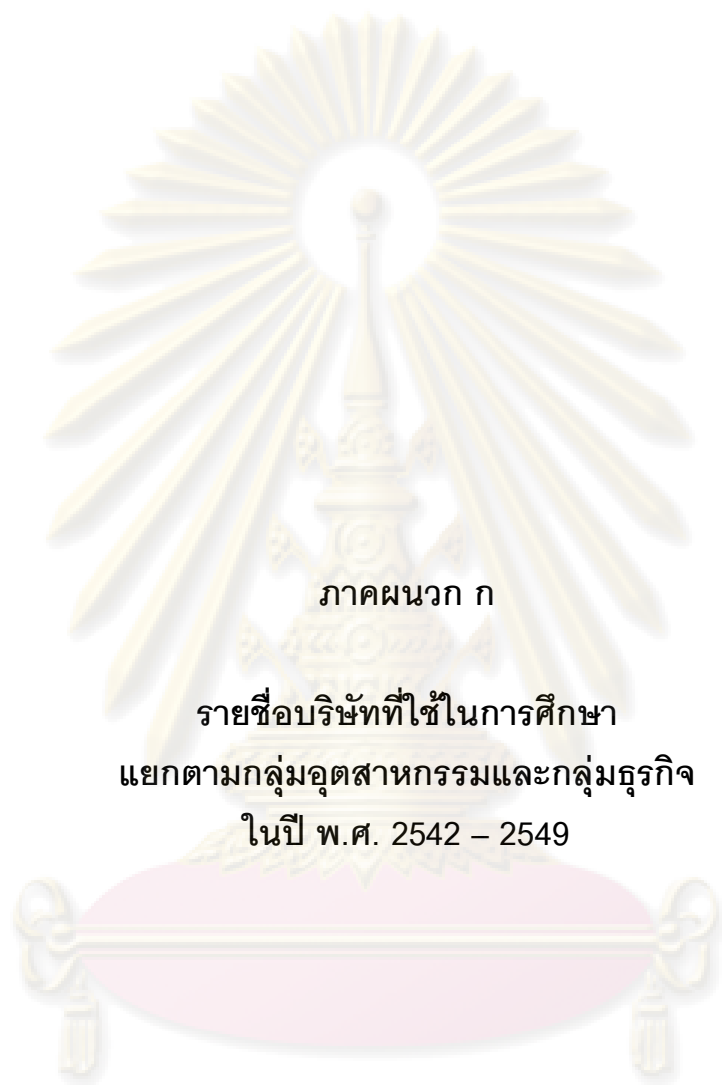 ภาคผนวก ก
รายชื่อบริษัทที่ใช้ในการศึกษา
แยกตามกลุ่มอุตสาหกรรมและกลุ่มธุรกิจ
ในปี พ.ศ. 2542 – 2549